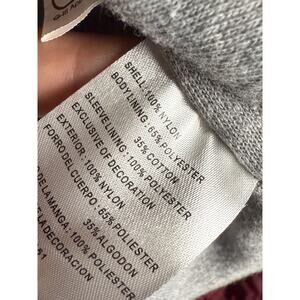 SHELL:100% NYLON
BODY LINING : 65% POLYESTER
35% COTTON
SLEEVE LINING : 100% POLYESTER
EXCLUSIVE OF DECORATION
EXTERIOR : 100% NYLON
FORRO DEL CUERPO : 65% POLIESTER
35% ALGODON
DE LA MANGA : 100% POLIESTER
LA DECORACION